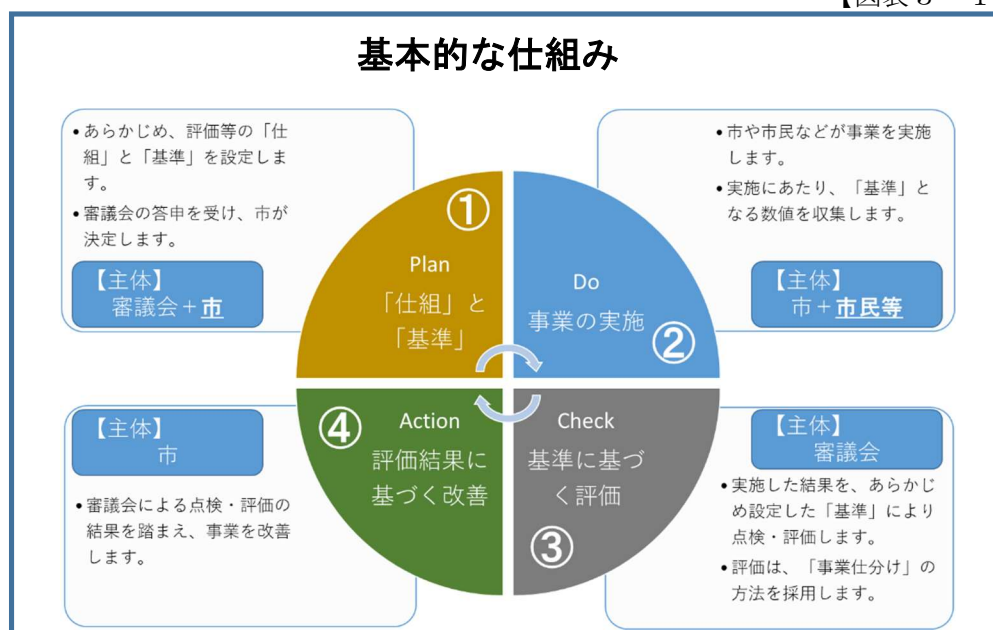 【図表３－１
基本的な仕組み
•あらかじめ、評価等の「仕
組」と「基準」を設定しま
す。
•審議会の答申を受け、市が
決定します。
【主体】
審議会＋市
①
Plan
「仕組」と
「基準」
•市や市民などが事業を実施
します。
•実施にあたり、「基準」と
なる数値を収集します。
【主体】
市＋市民等
Do
事業の実施
②
【主体】
審議会
•実施した結果を、あらかじ
め設定した「基準」により
点検・評価します。
•評価は、「事業仕分け」の
方法を採用します。
Check
基準に基づ
く評価
③
【主体】
市
•審議会による点検・評価の
結果を踏まえ、事業を改善
します。
④
Action
評価結果に
基づく改善